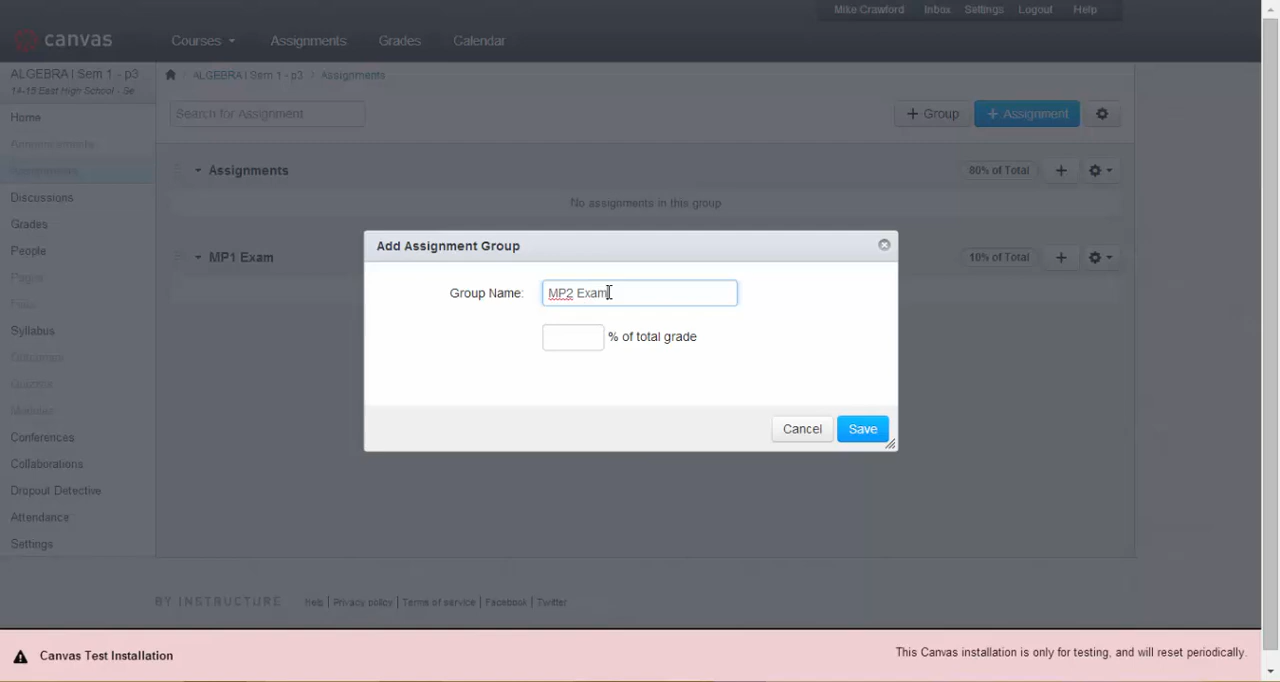 Mike Crawford Inbox Settings Logout Help
canvas Courses Assignments Grades Calendar
ALGEBRA I Sem 1 - p3
14-15 East High School - Se
ALGEBRA I Sem 1 - p3 / Assignments
Search for Assignment
+ Group
+ Assignment
Home
Announcements
Assignments
Discussions
Grades
People
Pages
Files
Syllabus
Outcomes
Quizzes
Modules
Conferences
Collaborations
Dropout Detective
Attendance
Settings
Assignments 80% of Total
No assignments in this group
MP1 Exam 10% of Total
Add Assignment Group
Group Name: MP2 Exam
% of total grade
Cancel Save
BY INSTRUCTURE Help | Privacy policy | Terms of service | Facebook | Twitter
Canvas Test Installation
This Canvas installation is only for testing, and will reset periodically.